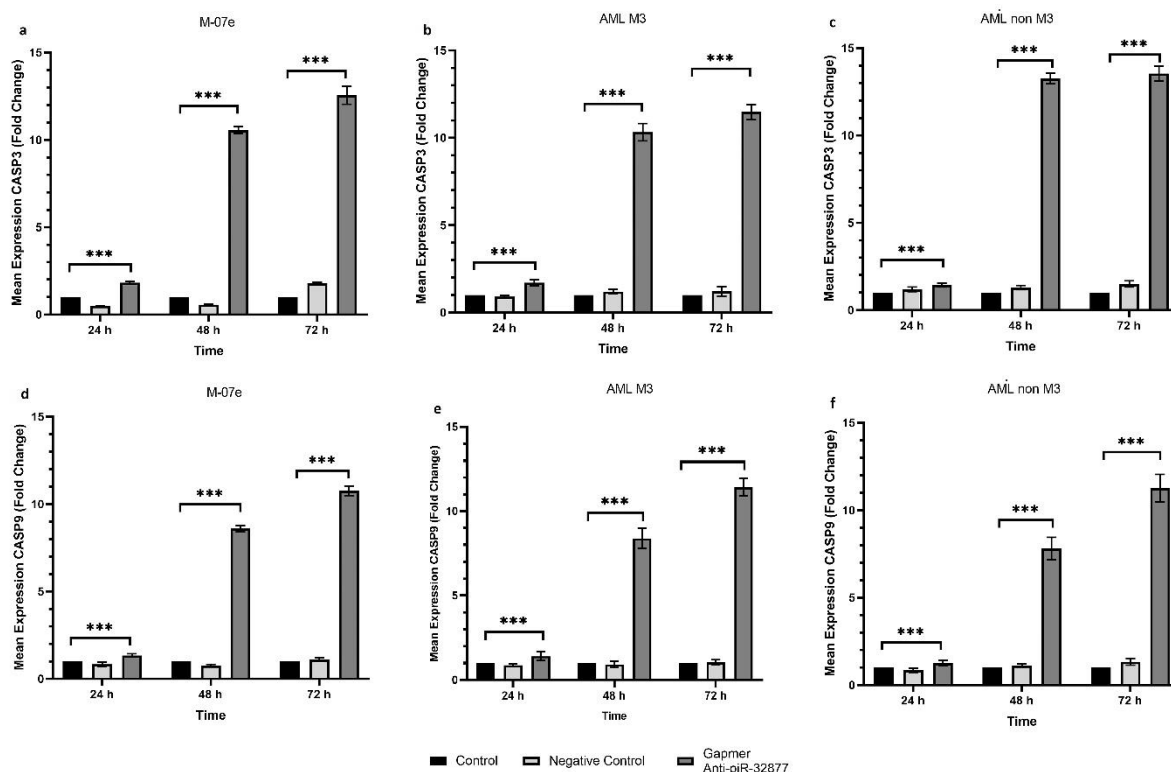 a
M-07e
Mean Expression CASP3 (Fold Change)
15
10
5
0
***
***
***
24 h
48 h
72 h
Time
b
AML M3
Mean Expression CASP3 (Fold Change)
15
10
5
0
***
***
***
24 h
48 h
72 h
Time
c
AML non M3
Mean Expression CASP3 (Fold Change)
15
10
5
0
***
***
***
24 h
48 h
72 h
Time
d
M-07e
Mean Expression CASP9 (Fold Change)
15
10
5
0
***
***
***
24 h
48 h
72 h
Time
e
AML M3
Mean Expression CASP9 (Fold Change)
15
10
5
0
***
***
***
24 h
48 h
72 h
Time
f
AML non M3
Mean Expression CASP9 (Fold Change)
15
10
5
0
***
***
***
24 h
48 h
72 h
Time
Control
Negative Control
Gapmer
Anti-piR-32877